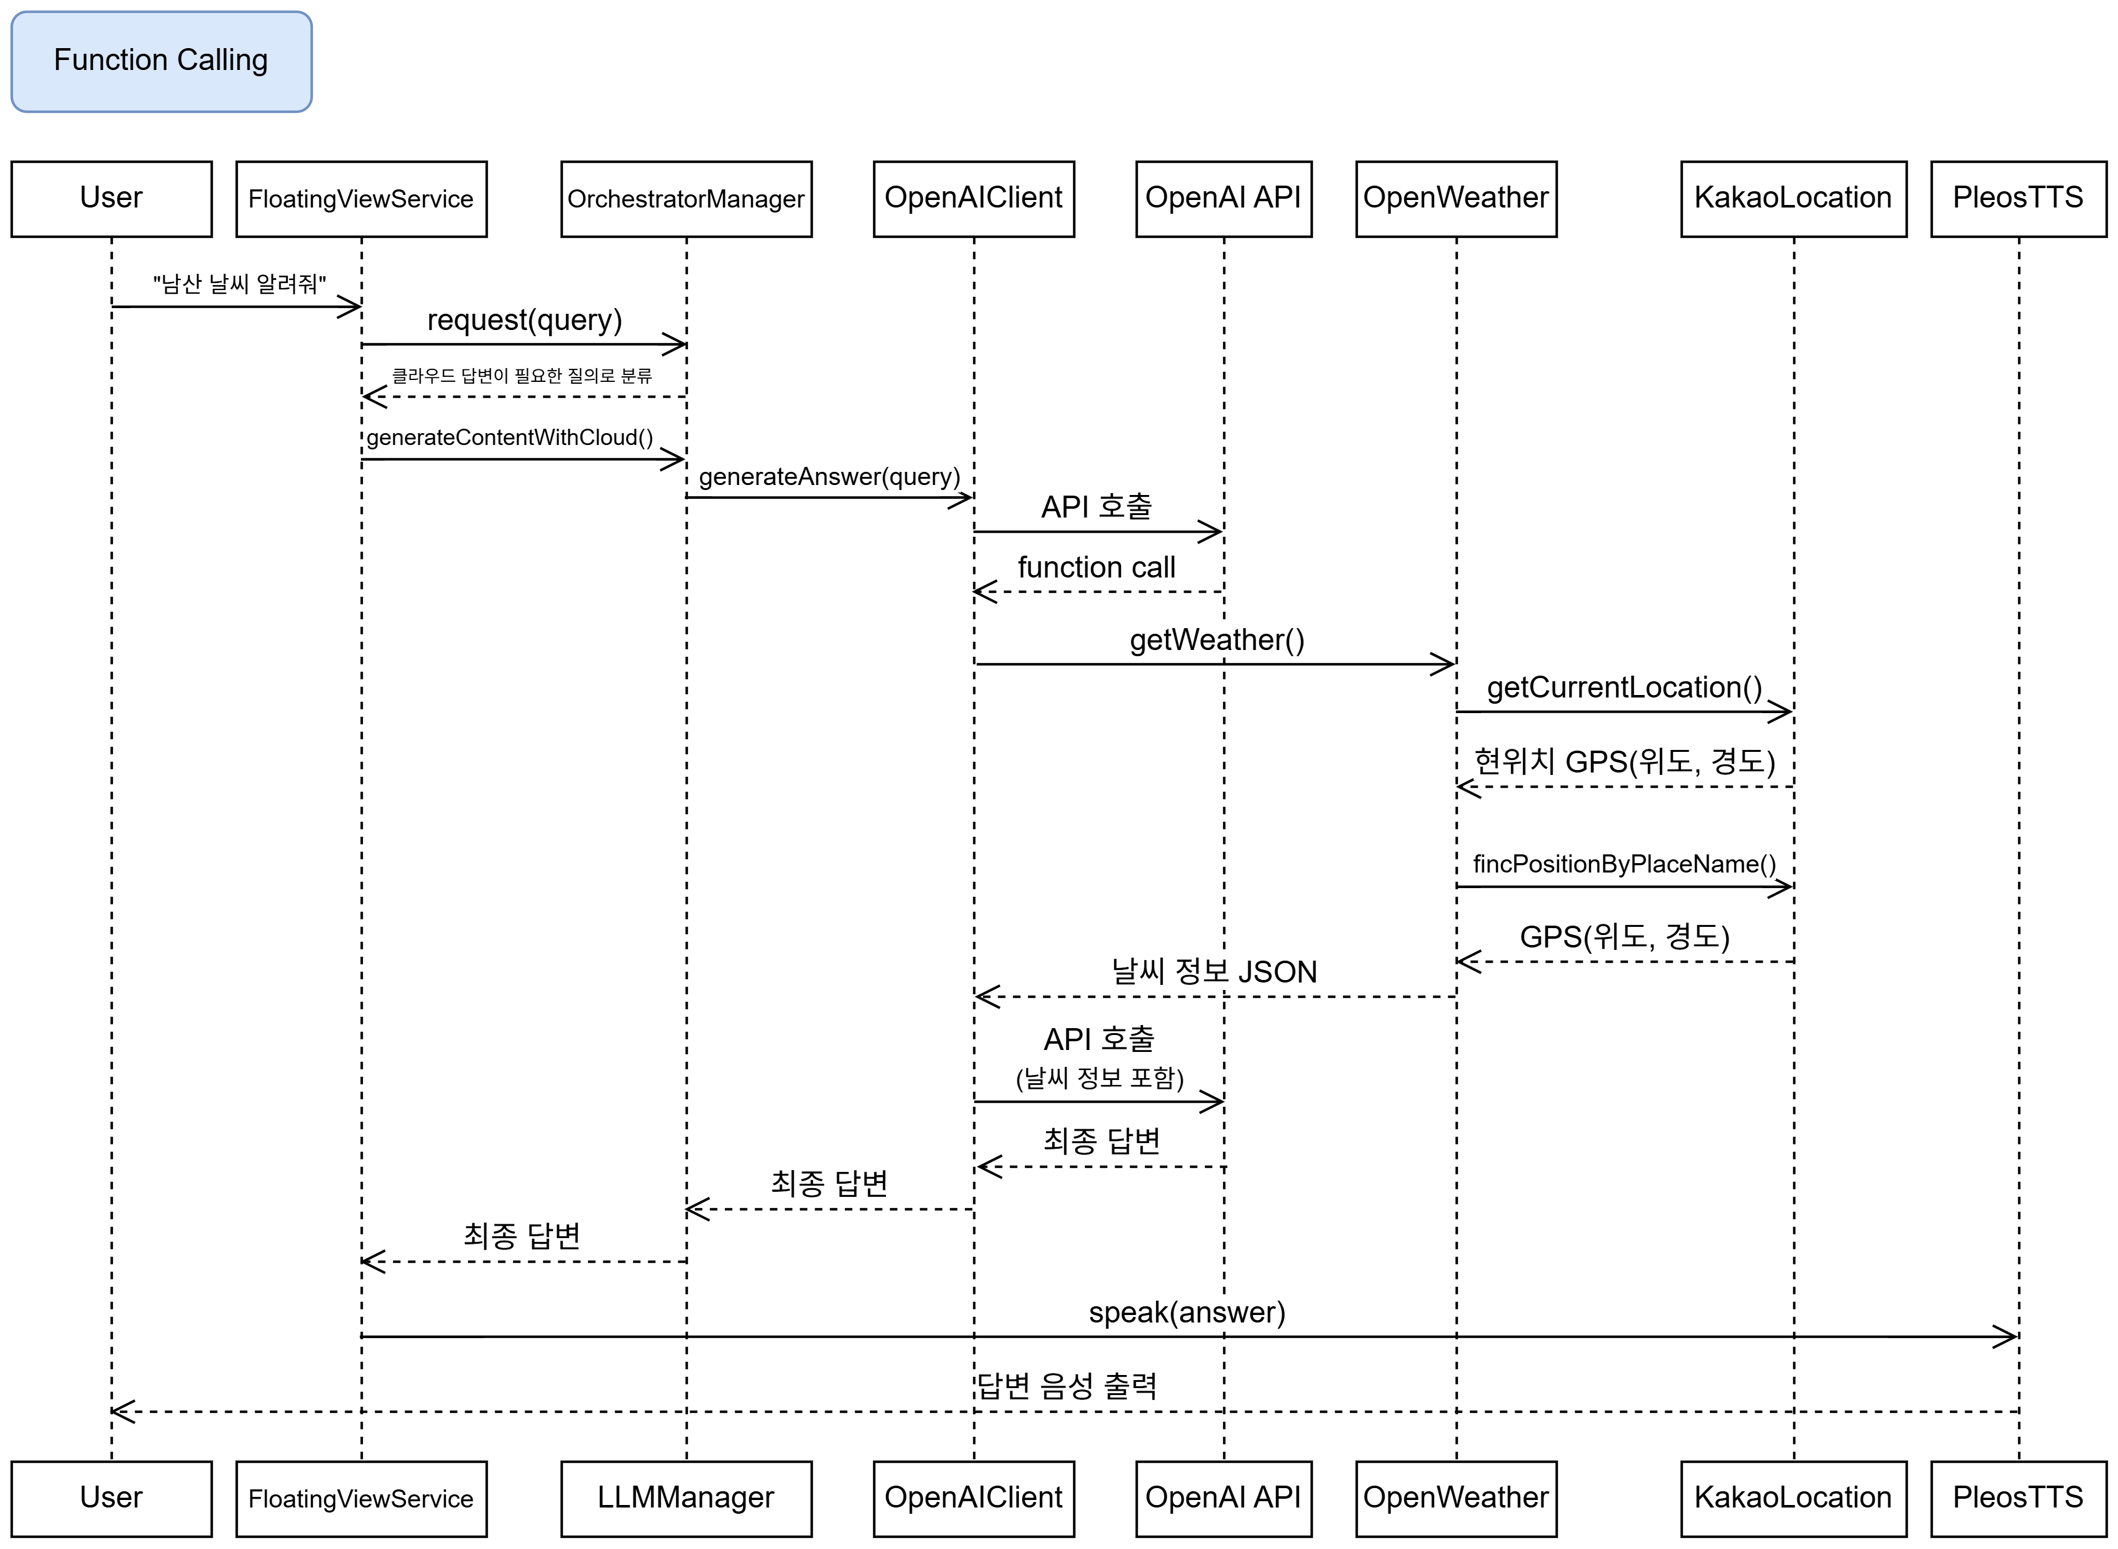 Function Calling
User
FloatingViewService
OrchestratorManager
OpenAIClient
OpenAI API
OpenWeather
KakaoLocation
PleosTTS
"남산 날씨 알려줘"
request(query)
클라우드 답변이 필요한 질의로 분류
generateContentWithCloud()
generateAnswer(query)
API 호출
function call
getWeather()
getCurrentLocation()
현위치 GPS(위도, 경도)
fincPositionByPlaceName()
GPS(위도, 경도)
날씨 정보 JSON
API 호출
(날씨 정보 포함)
최종 답변
최종 답변
최종 답변
speak(answer)
답변 음성 출력
User
FloatingViewService
LLMManager
OpenAIClient
OpenAI API
OpenWeather
KakaoLocation
PleosTTS